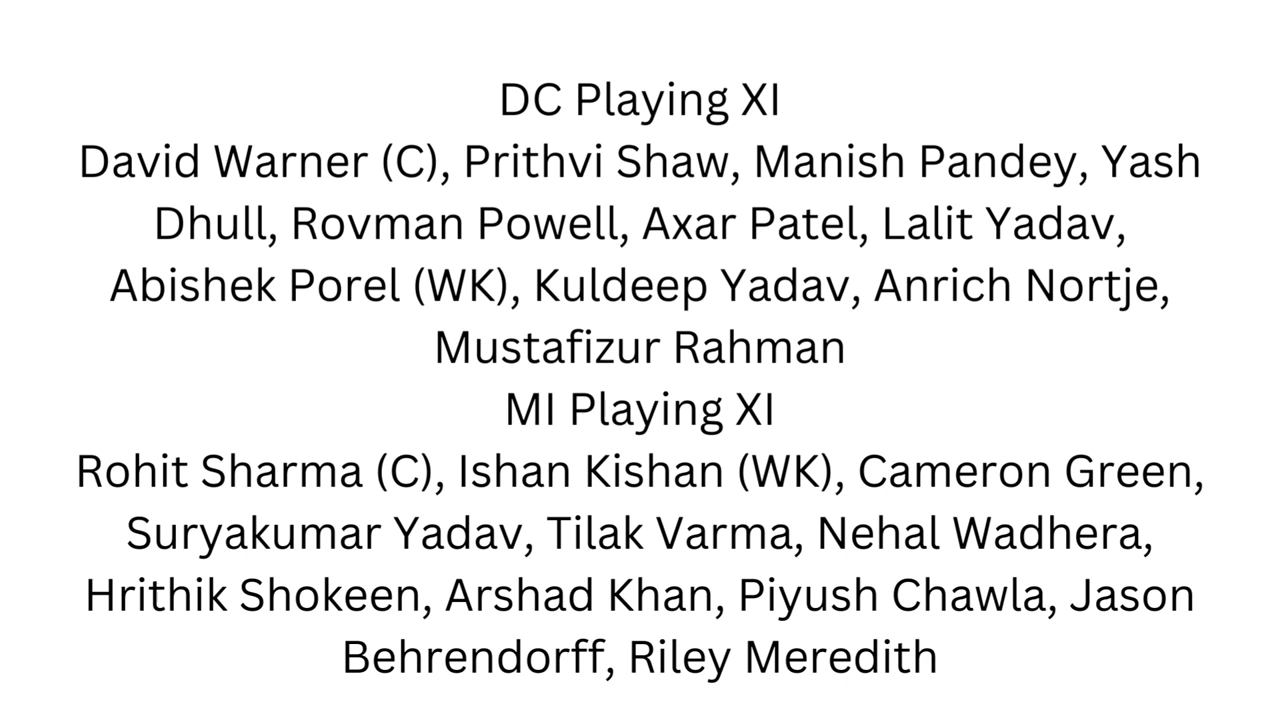 DC Playing XI
David Warner (C), Prithvi Shaw, Manish Pandey, Yash
Dhull, Rovman Powell, Axar Patel, Lalit Yadav,
Abishek Porel (WK), Kuldeep Yadav, Anrich Nortje,
Mustafizur Rahman
MI Playing XI
Rohit Sharma (C), Ishan Kishan (WK), Cameron Green,
Suryakumar Yadav, Tilak Varma, Nehal Wadhera,
Hrithik Shokeen, Arshad Khan, Piyush Chawla, Jason
Behrendorff, Riley Meredith